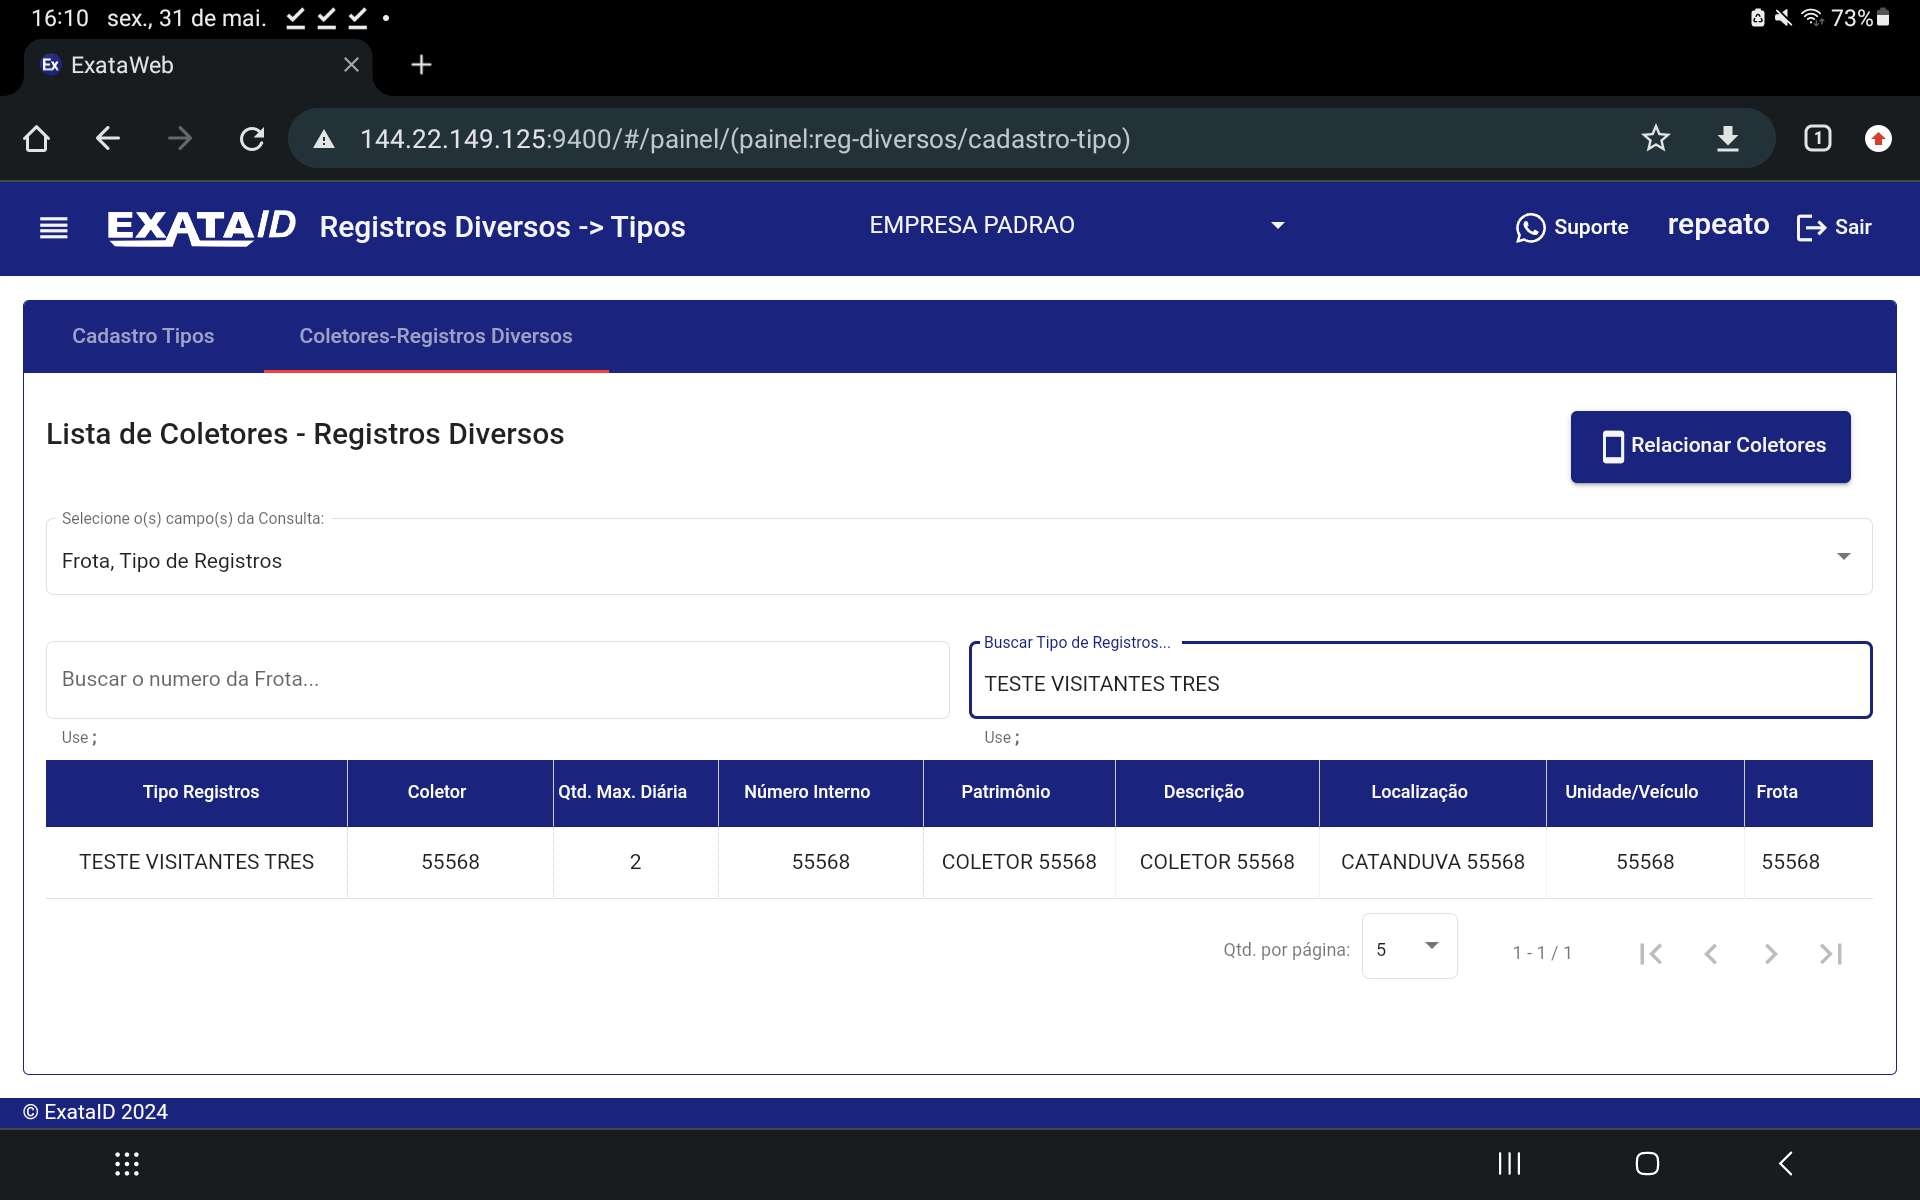 16:10 sex., 31 de mai.
73%
Ex ExataWeb
144.22.149.125:9400/#/painel/(painel:reg-diversos/cadastro-tipo)
1
EXATA ID Registros Diversos -> Tipos EMPRESA PADRAO Suporte repeato Sair
Cadastro Tipos Coletores-Registros Diversos
Lista de Coletores - Registros Diversos
Relacionar Coletores
Selecione o(s) campo(s) da Consulta:
Frota, Tipo de Registros
Buscar Tipo de Registros...
Buscar o numero da Frota... TESTE VISITANTES TRES
Use ; Use ;
Tipo Registros Coletor Qtd. Max. Diária Número Interno Patrimônio Descrição Localização Unidade/Veículo Frota
TESTE VISITANTES TRES 55568 2 55568 COLETOR 55568 COLETOR 55568 CATANDUVA 55568 55568 55568
Qtd. por página: 5 1 - 1 / 1
© ExataID 2024